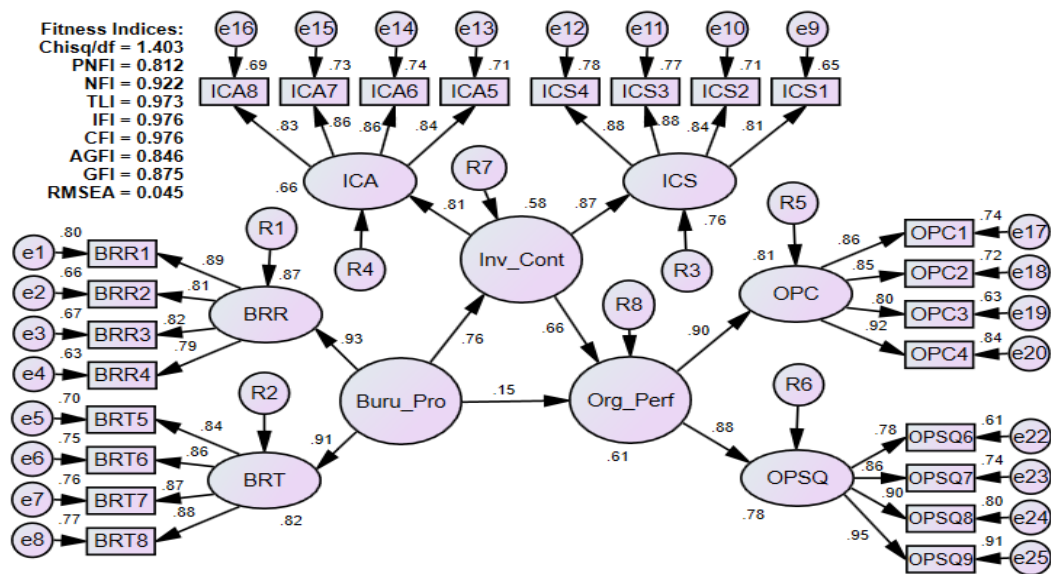 Fitness Indices:
Chisq/df = 1.403
PNFI = 0.812
NFI = 0.922
TLI = 0.973
IFI = 0.976
CFI = 0.976
AGFI = 0.846
GFI = 0.875
RMSEA = 0.045
e16 e15 e14 e13 e12 e11 e10 e9
.69 .73 .74 .71 .78 .77 .71 .65
ICA8 ICA7 ICA6 ICA5 ICS4 ICS3 ICS2 ICS1
.83 .86 .86 .84 .88 .88 .84 .81
.66 ICA R7 ICS
.81 .58 .87 .76
R4 Inv_Cont R3
R1 R5
e1 .80 BRR1 .89 .87
e2 .66 BRR2 .81 BRR
e3 .67 BRR3 .82
e4 .63 BRR4 .79
.93 .76 .66 R8 .90
.81 OPC
.86 OPC1 .74 e17
.85 OPC2 .72 e18
.80 OPC3 .63 e19
.92 OPC4 .84 e20
R2 Buru_Pro .15 Org_Perf R6
.91 .61 .88
e5 .70 BRT5 .84
e6 .75 BRT6 .86
e7 .76 BRT7 .87 BRT
e8 .77 BRT8 .88 .82
OPSQ .78
.78 OPSQ6 .61 e22
.86 OPSQ7 .74 e23
.90 OPSQ8 .80 e24
.95 OPSQ9 .91 e25